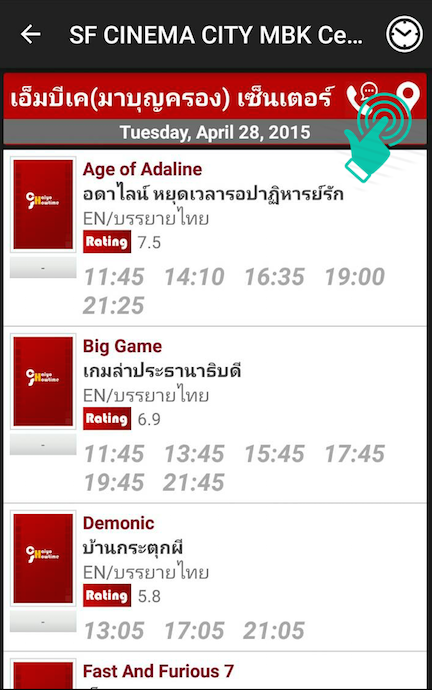 SF CINEMA CITY MBK Ce...
เอ็มบีเค(มาบุญครอง) เซ็นเตอร์
Tuesday, April 28, 2015
Age of Adaline
อดาไลน์ หยุดเวลารอปาฏิหารย์รัก
EN/บรรยายไทย
Rating 7.5
-
11:45 14:10 16:35 19:00
21:25
Big Game
เกมล่าประธานาธิบดี
EN/บรรยายไทย
Rating 6.9
-
11:45 13:45 15:45 17:45
19:45 21:45
Demonic
บ้านกระตุกผี
EN/บรรยายไทย
Rating 5.8
-
13:05 17:05 21:05
Fast And Furious 7